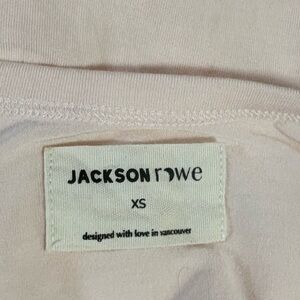 JACKSON rowe
XS
designed with love in vancouver